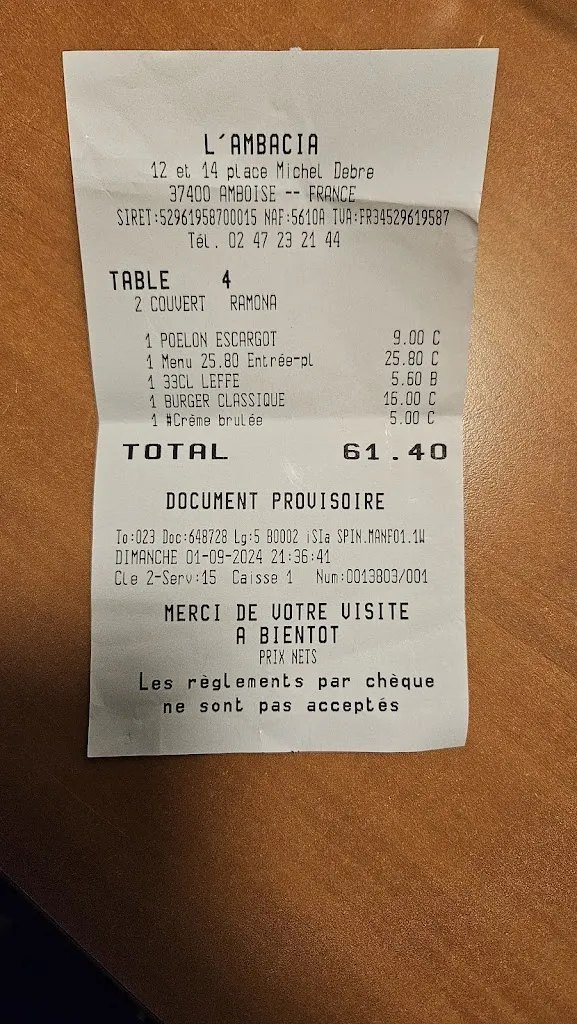 L'AMBACIA
12 et 14 place Michel Debre
37400 AMBOISE -- FRANCE
SIRET:52961958700015 NAF:5610A TVA:FR34529619587
Tél. 02 47 23 21 44
TABLE 4
2 COUVERT RAMONA
1 POELON ESCARGOT 9.00 C
1 Menu 25.80 Entrée-pl 25.80 C
1 33CL LEFFE 5.60 B
1 BURGER CLASSIQUE 16.00 C
1 #Crème brulée 5.00 C
TOTAL 61.40
DOCUMENT PROVISOIRE
To:023 Doc:648728 Lg:5 B0002 iSIa SPIN.MANF01.1W
DIMANCHE 01-09-2024 21:36:41
Cle 2-Serv:15 Caisse 1 Num:0013803/001
MERCI DE VOTRE VISITE
A BIENTOT
PRIX NETS
Les règlements par chèque
ne sont pas acceptés